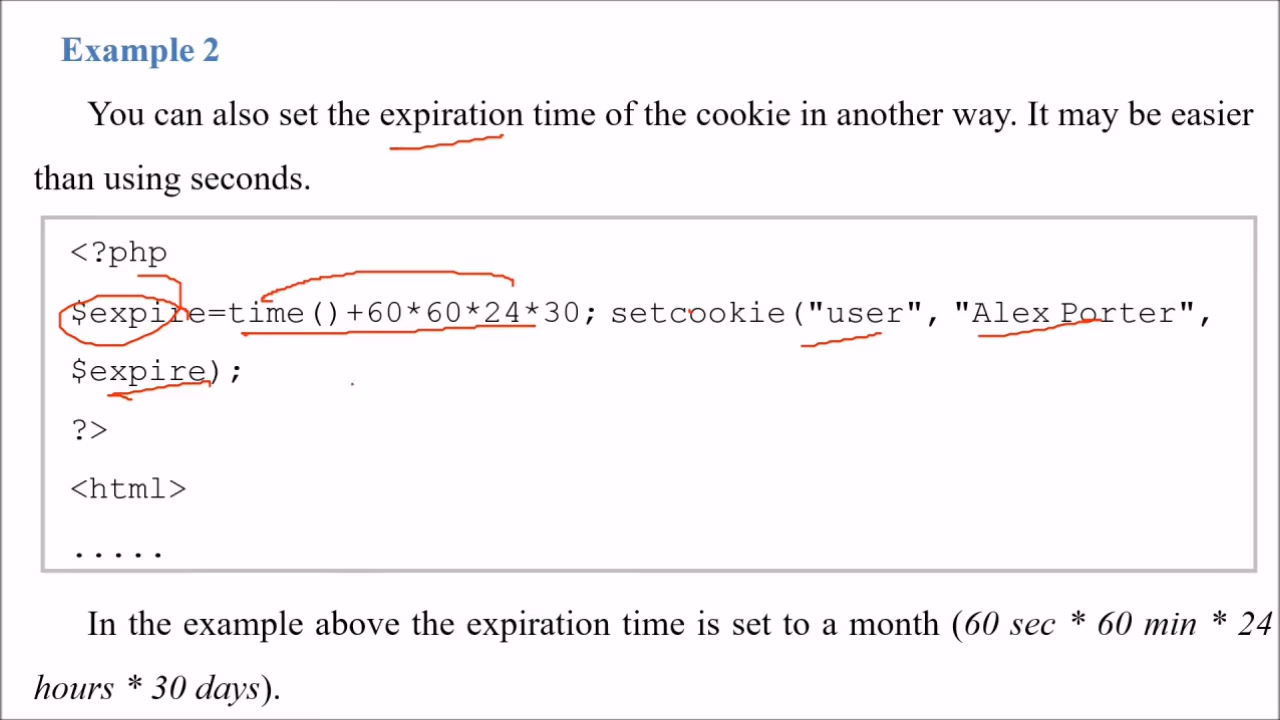 Example 2
You can also set the expiration time of the cookie in another way. It may be easier
than using seconds.
<?php
$expire=time()+60*60*24*30; setcookie("user", "Alex Porter",
$expire);
?>
<html>
.....
In the example above the expiration time is set to a month (60 sec * 60 min * 24
hours * 30 days).